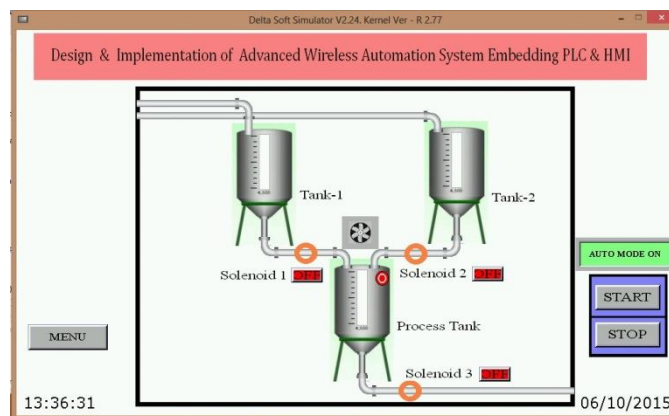 Delta Soft Simulator V2.24. Kernel Ver - R 2.77
Design & Implementation of Advanced Wireless Automation System Embedding PLC & HMI
Tank-1
Tank-2
Solenoid 1 OFF
Solenoid 2 OFF
AUTO MODE ON
START
Process Tank
STOP
MENU
Solenoid 3 OFF
13:36:31
06/10/2015